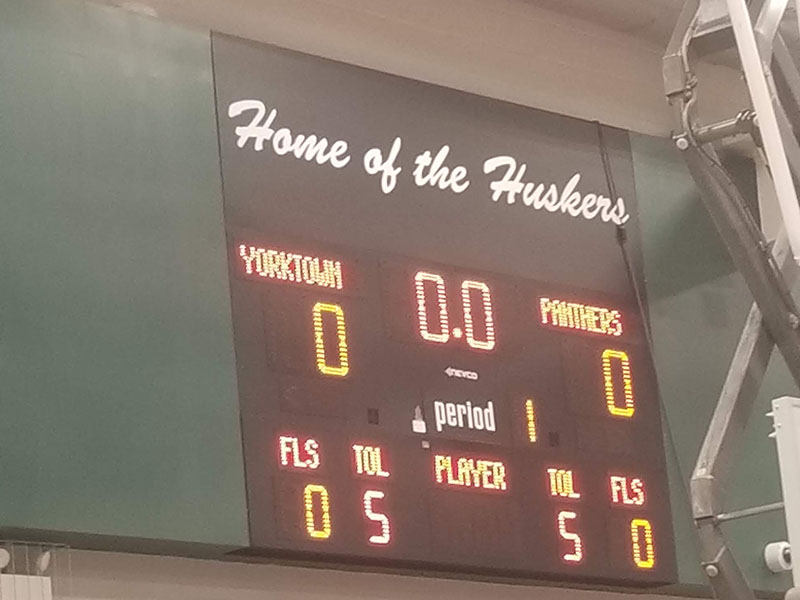 Home of the Huskers
YORKTOWN 0.0 PANTHERS
0 0
NEVCO
period 1
FLS TOL PLAYER TOL FLS
0 5 5 0